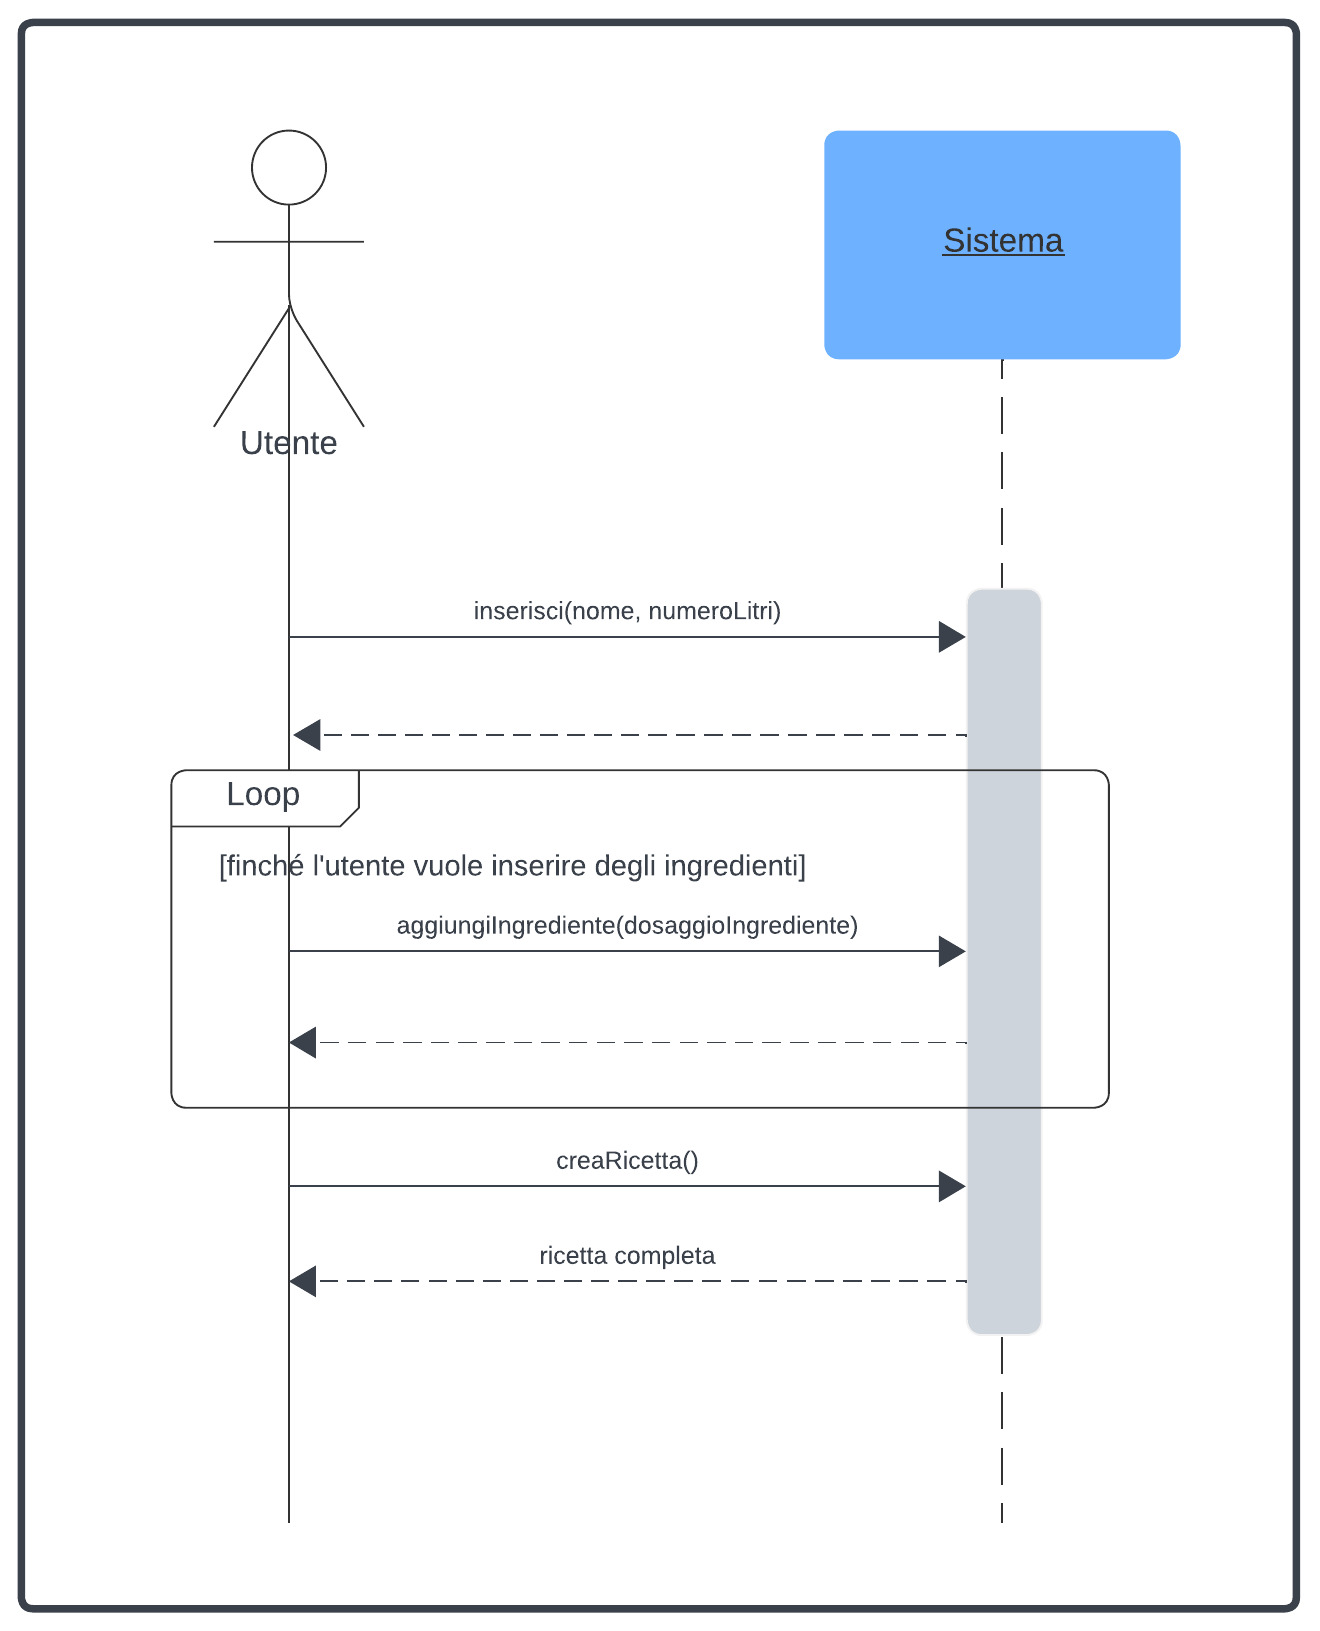 Utente
Sistema
inserisci(nome, numeroLitri)
Loop
[finché l'utente vuole inserire degli ingredienti]
aggiungiIngrediente(dosaggioIngrediente)
creaRicetta()
ricetta completa